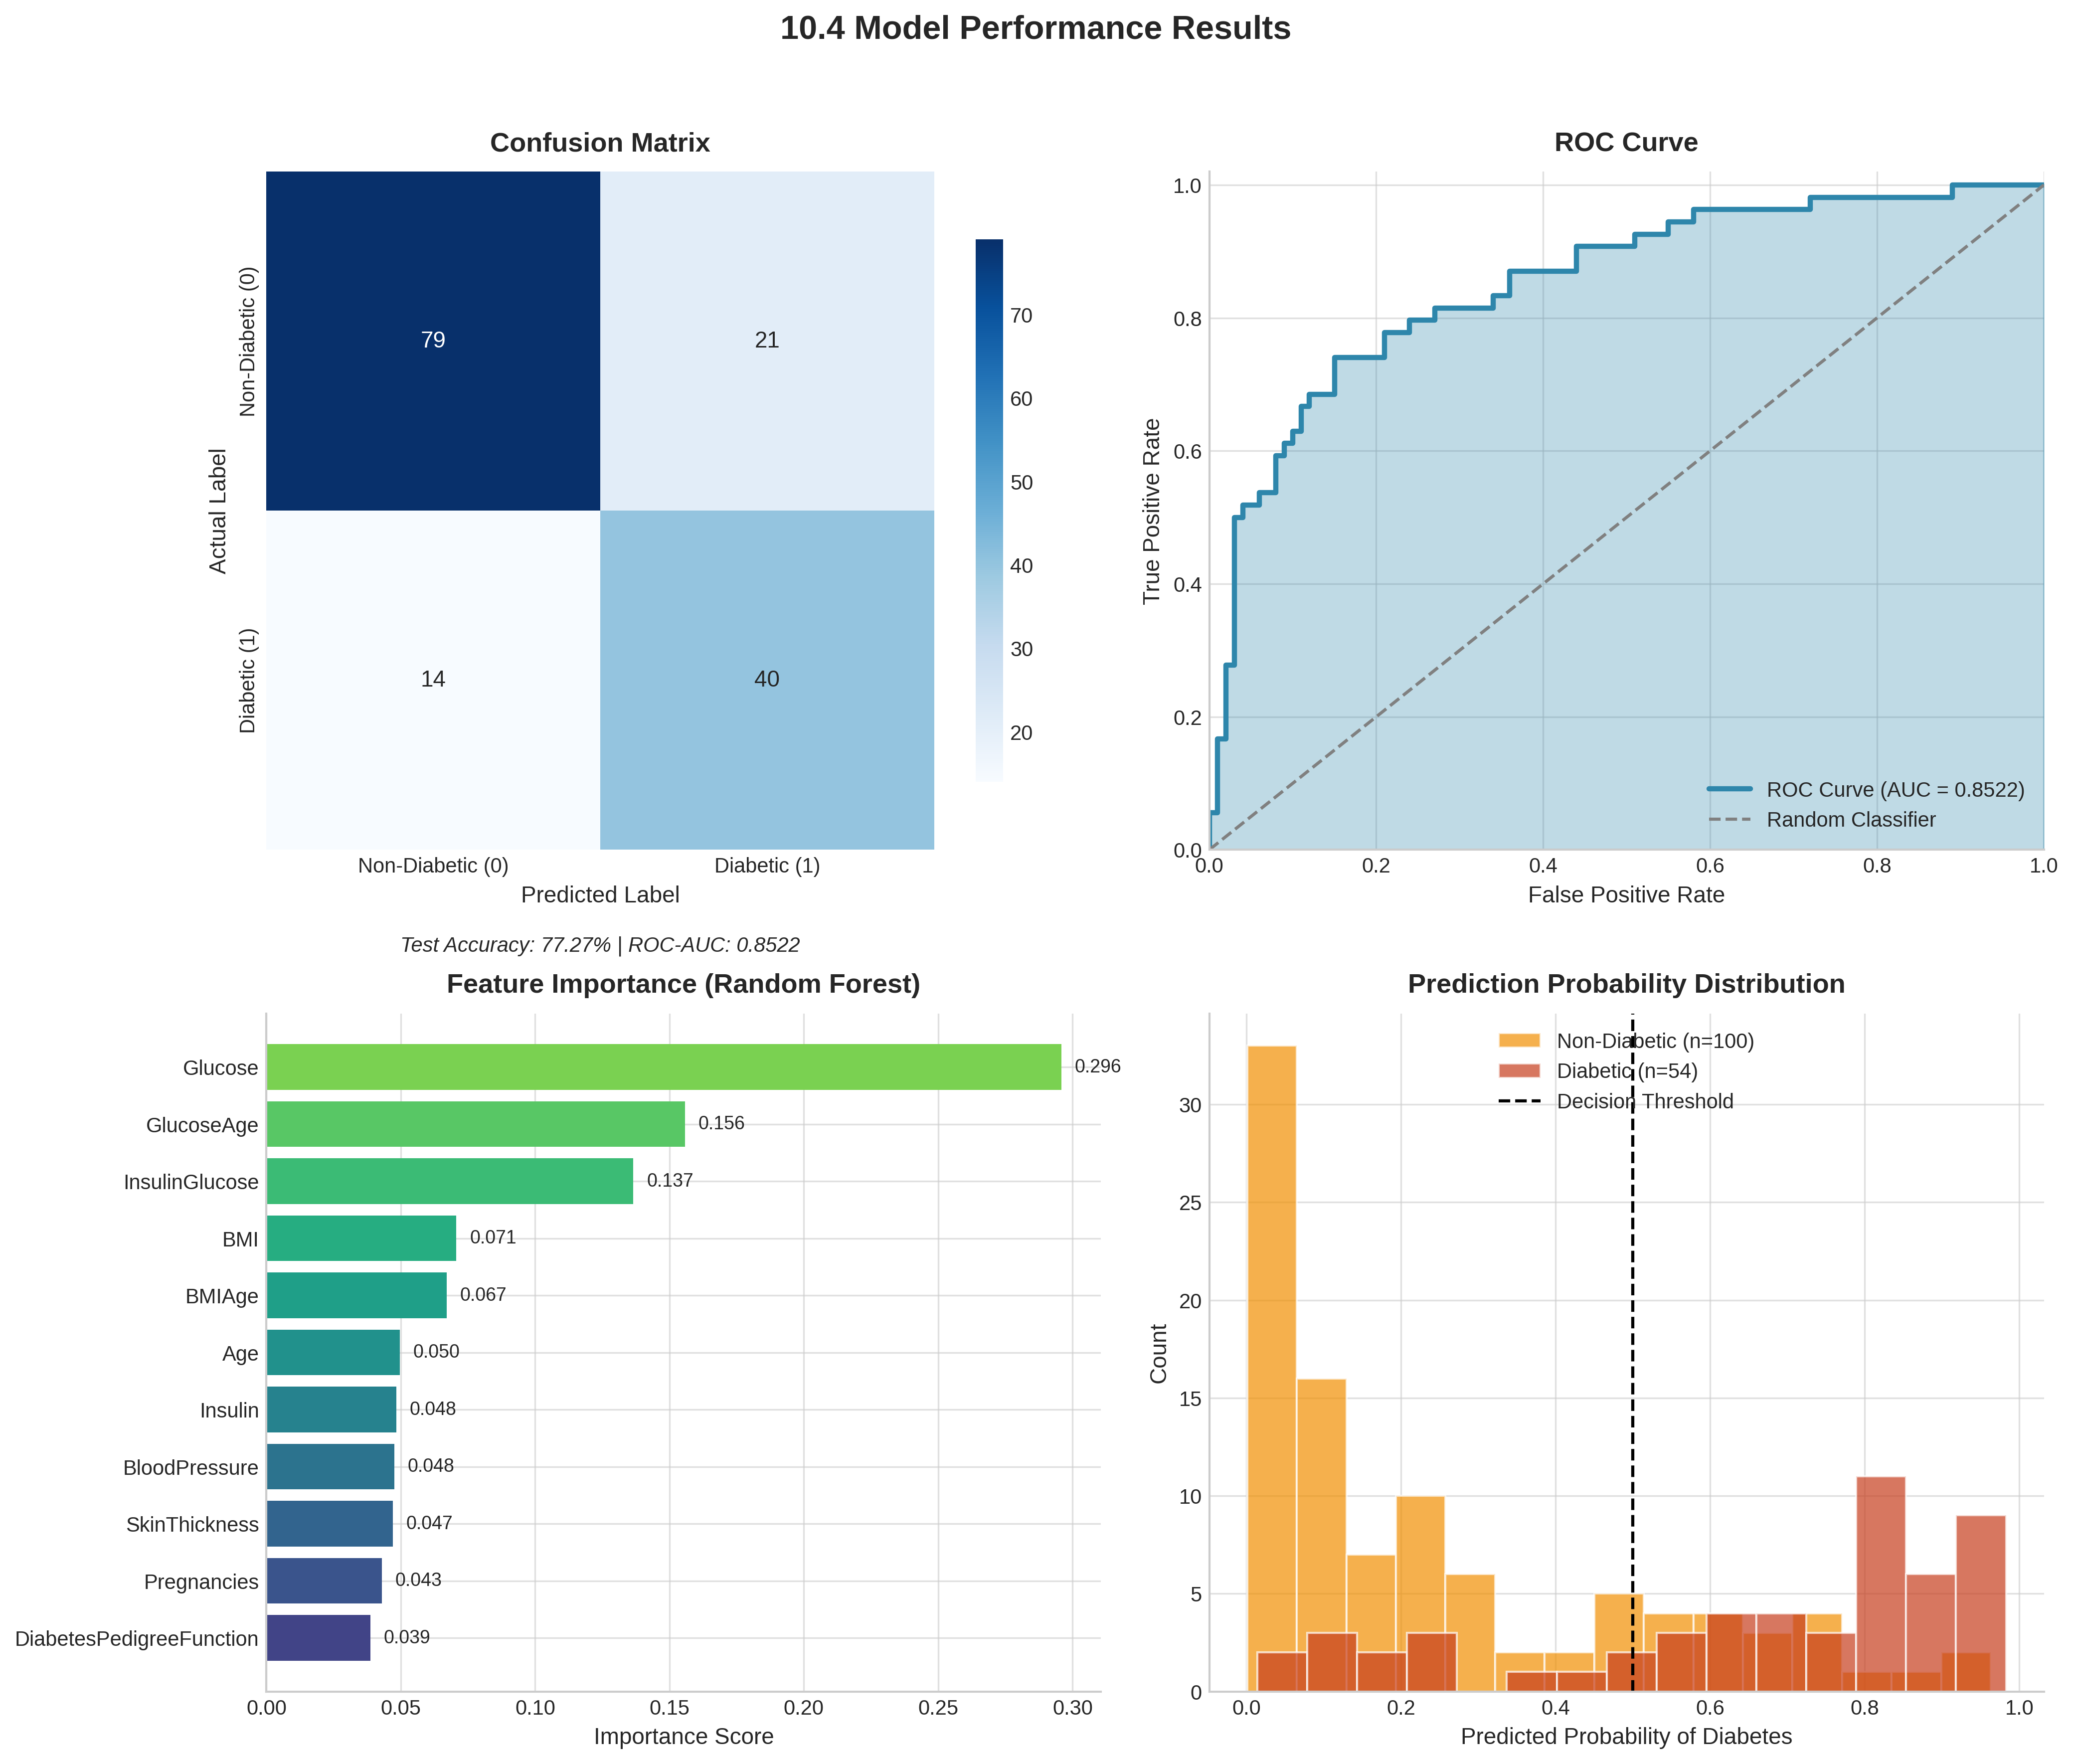 10.4 Model Performance Results
Confusion Matrix
Actual Label
Non-Diabetic (0)
Diabetic (1)
79
21
14
40
Non-Diabetic (0)
Diabetic (1)
Predicted Label
70
60
50
40
30
20
Test Accuracy: 77.27% | ROC-AUC: 0.8522
ROC Curve
True Positive Rate
1.0
0.8
0.6
0.4
0.2
0.0
0.0
0.2
0.4
0.6
0.8
1.0
False Positive Rate
ROC Curve (AUC = 0.8522)
Random Classifier
Feature Importance (Random Forest)
Glucose
0.296
GlucoseAge
0.156
InsulinGlucose
0.137
BMI
0.071
BMIAge
0.067
Age
0.050
Insulin
0.048
BloodPressure
0.048
SkinThickness
0.047
Pregnancies
0.043
DiabetesPedigreeFunction
0.039
0.00
0.05
0.10
0.15
0.20
0.25
0.30
Importance Score
Prediction Probability Distribution
Non-Diabetic (n=100)
Diabetic (n=54)
Decision Threshold
Count
30
25
20
15
10
5
0
0.0
0.2
0.4
0.6
0.8
1.0
Predicted Probability of Diabetes